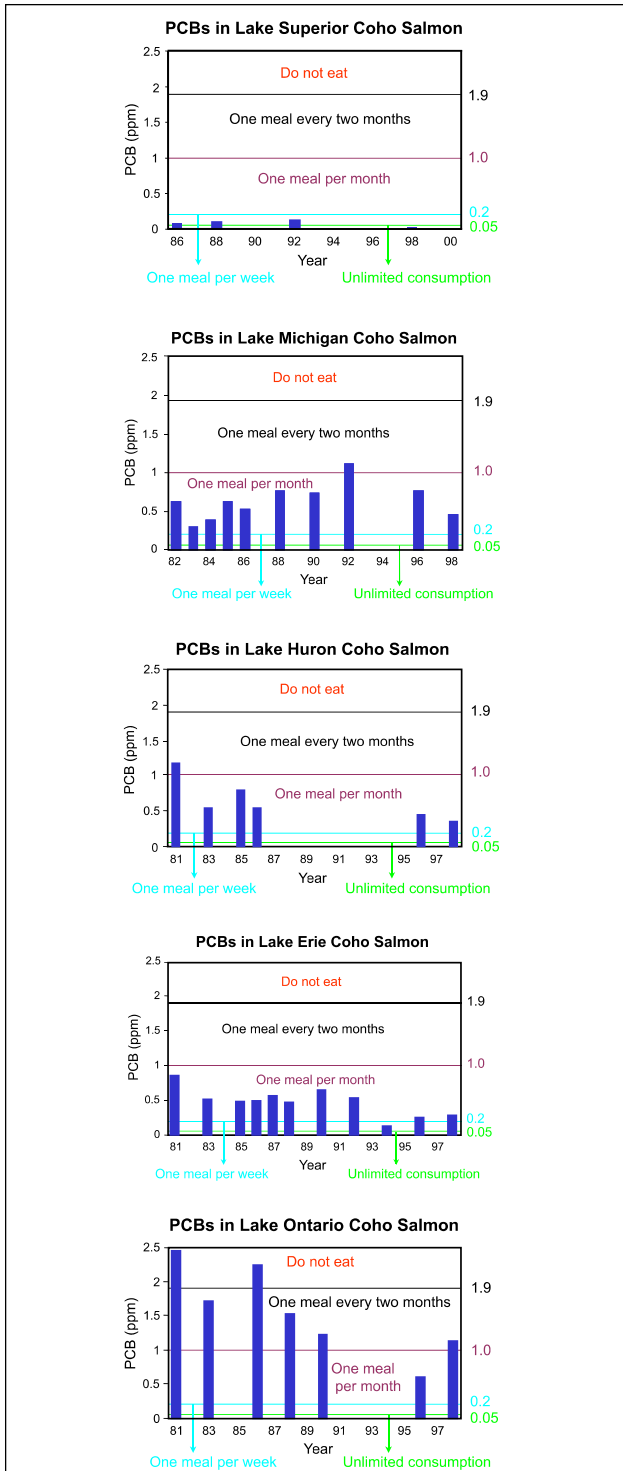 PCBs in Lake Superior Coho Salmon
2.5
Do not eat
2
1.9
One meal every two months
1.5
PCB (ppm)
1
1.0
One meal per month
0.5
0.2
0.05
0
86 88 90 92 94 96 98 00
Year
One meal per week
Unlimited consumption
PCBs in Lake Michigan Coho Salmon
2.5
Do not eat
2
1.9
One meal every two months
1.5
PCB (ppm)
1
1.0
One meal per month
0.5
0.2
0.05
0
82 84 86 88 90 92 94 96 98
Year
One meal per week
Unlimited consumption
PCBs in Lake Huron Coho Salmon
2.5
Do not eat
2
1.9
One meal every two months
1.5
PCB (ppm)
1
1.0
One meal per month
0.5
0.2
0.05
0
81 83 85 87 89 91 93 95 97
Year
One meal per week
Unlimited consumption
PCBs in Lake Erie Coho Salmon
2.5
Do not eat
2
1.9
One meal every two months
1.5
PCB (ppm)
1
1.0
One meal per month
0.5
0.2
0.05
0
81 83 85 87 89 91 93 95 97
Year
One meal per week
Unlimited consumption
PCBs in Lake Ontario Coho Salmon
2.5
Do not eat
2
1.9
One meal every two months
1.5
PCB (ppm)
1
1.0
One meal
per month
0.5
0.2
0.05
0
81 83 85 87 89 91 93 95 97
Year
One meal per week
Unlimited consumption